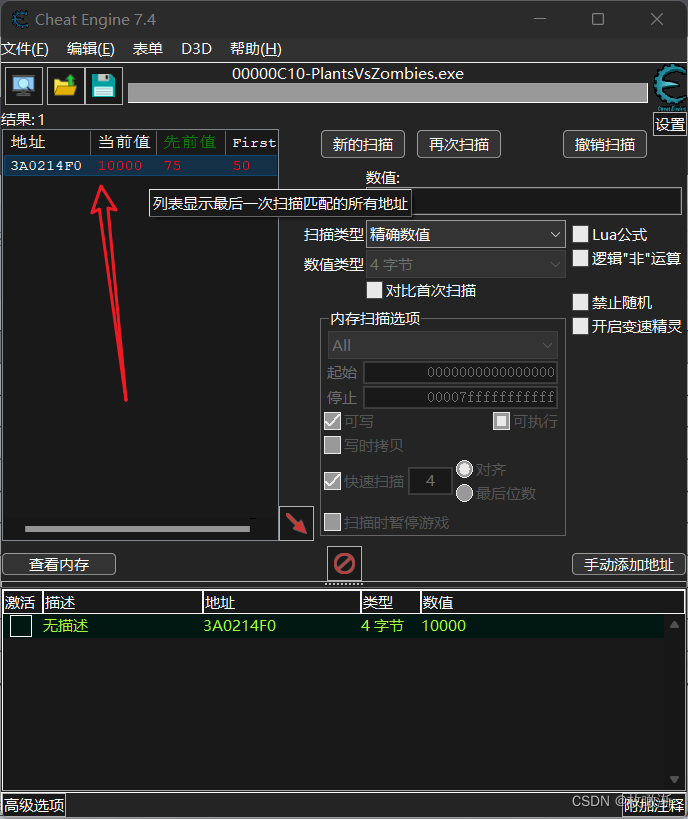 Cheat Engine 7.4
文件(F) 编辑(E) 表单 D3D 帮助(H)
00000C10-PlantsVsZombies.exe
Cheat Engine
设置
结果: 1
地址 当前值 先前值 First
3A0214F0 10000 75 50
新的扫描 再次扫描 撤销扫描
数值:
列表显示最后一次扫描匹配的所有地址
扫描类型 精确数值
Lua公式
数值类型 4 字节
逻辑"非"运算
对比首次扫描
禁止随机
开启变速精灵
内存扫描选项
All
起始 0000000000000000
停止 00007fffffffffff
可写 可执行
写时拷贝
快速扫描 4 对齐
最后位数
扫描时暂停游戏
查看内存 手动添加地址
激活 描述 地址 类型 数值
无描述 3A0214F0 4 字节 10000
高级选项 附加注释
CSDN